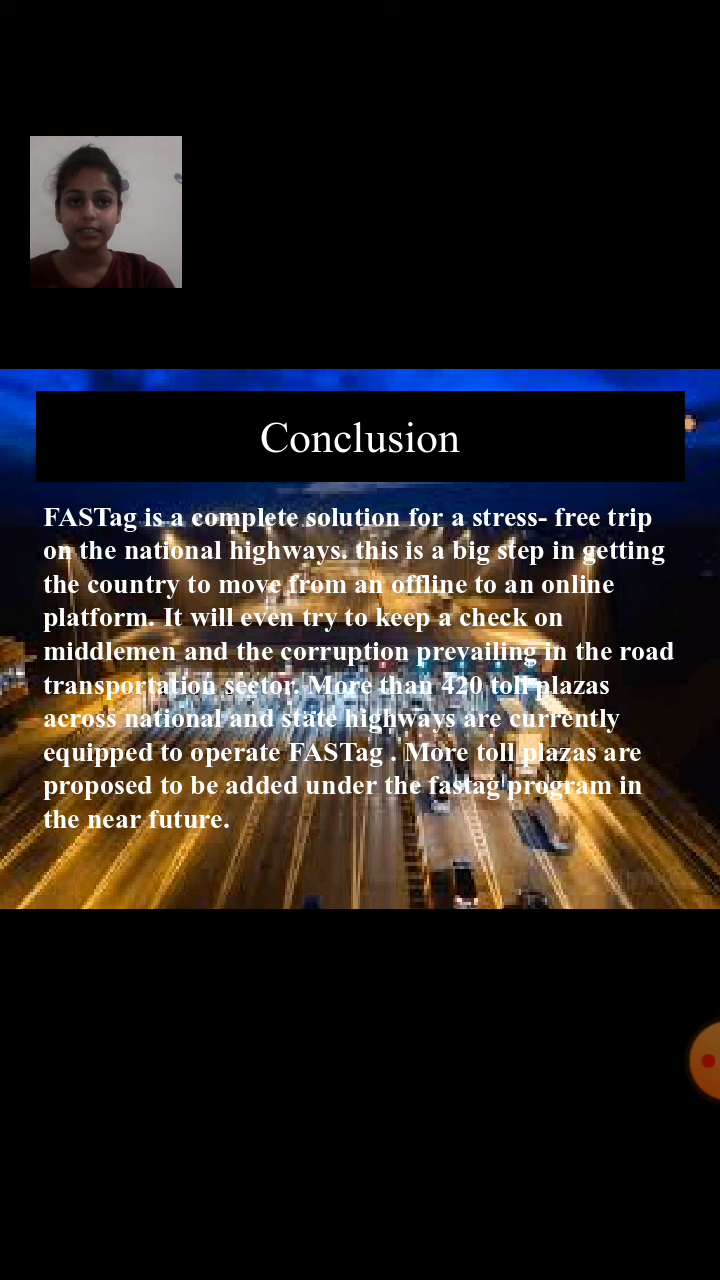 Conclusion
FASTag is a complete solution for a stress- free trip
on the national highways. this is a big step in getting
the country to move from an offline to an online
platform. It will even try to keep a check on
middlemen and the corruption prevailing in the road
transportation sector. More than 420 toll plazas
across national and state highways are currently
equipped to operate FASTag . More toll plazas are
proposed to be added under the fastag program in
the near future.